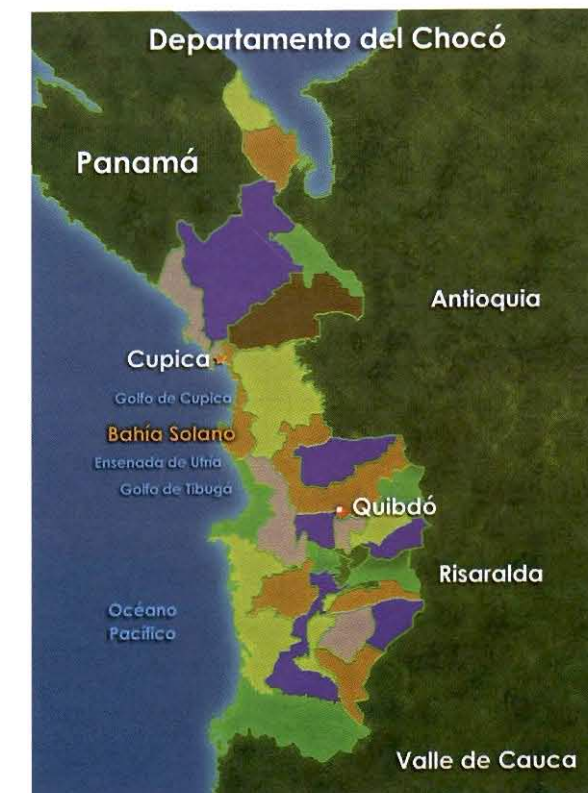 Departamento del Chocó
Panamá
Antioquia
Cupica
Golfo de Cupica
Bahía Solano
Ensenada de Utría
Golfo de Tibugá
Quibdó
Risaralda
Océano
Pacífico
Valle de Cauca